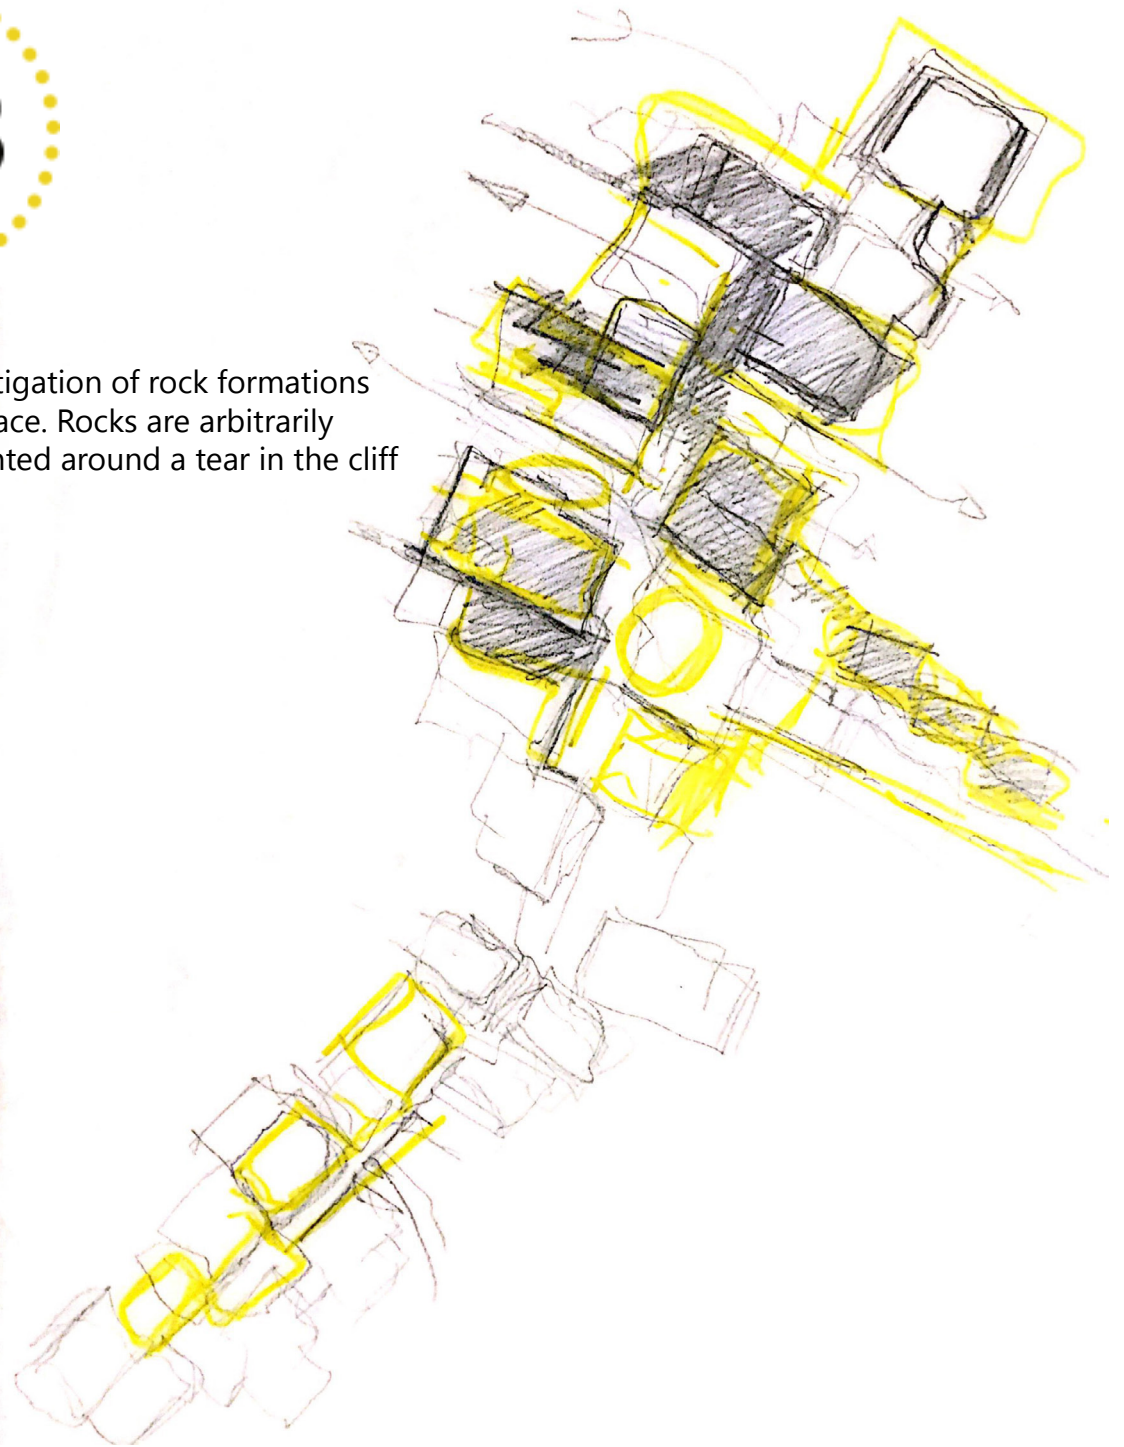 tigation of rock formations
ace. Rocks are arbitrarily
nted around a tear in the cliff